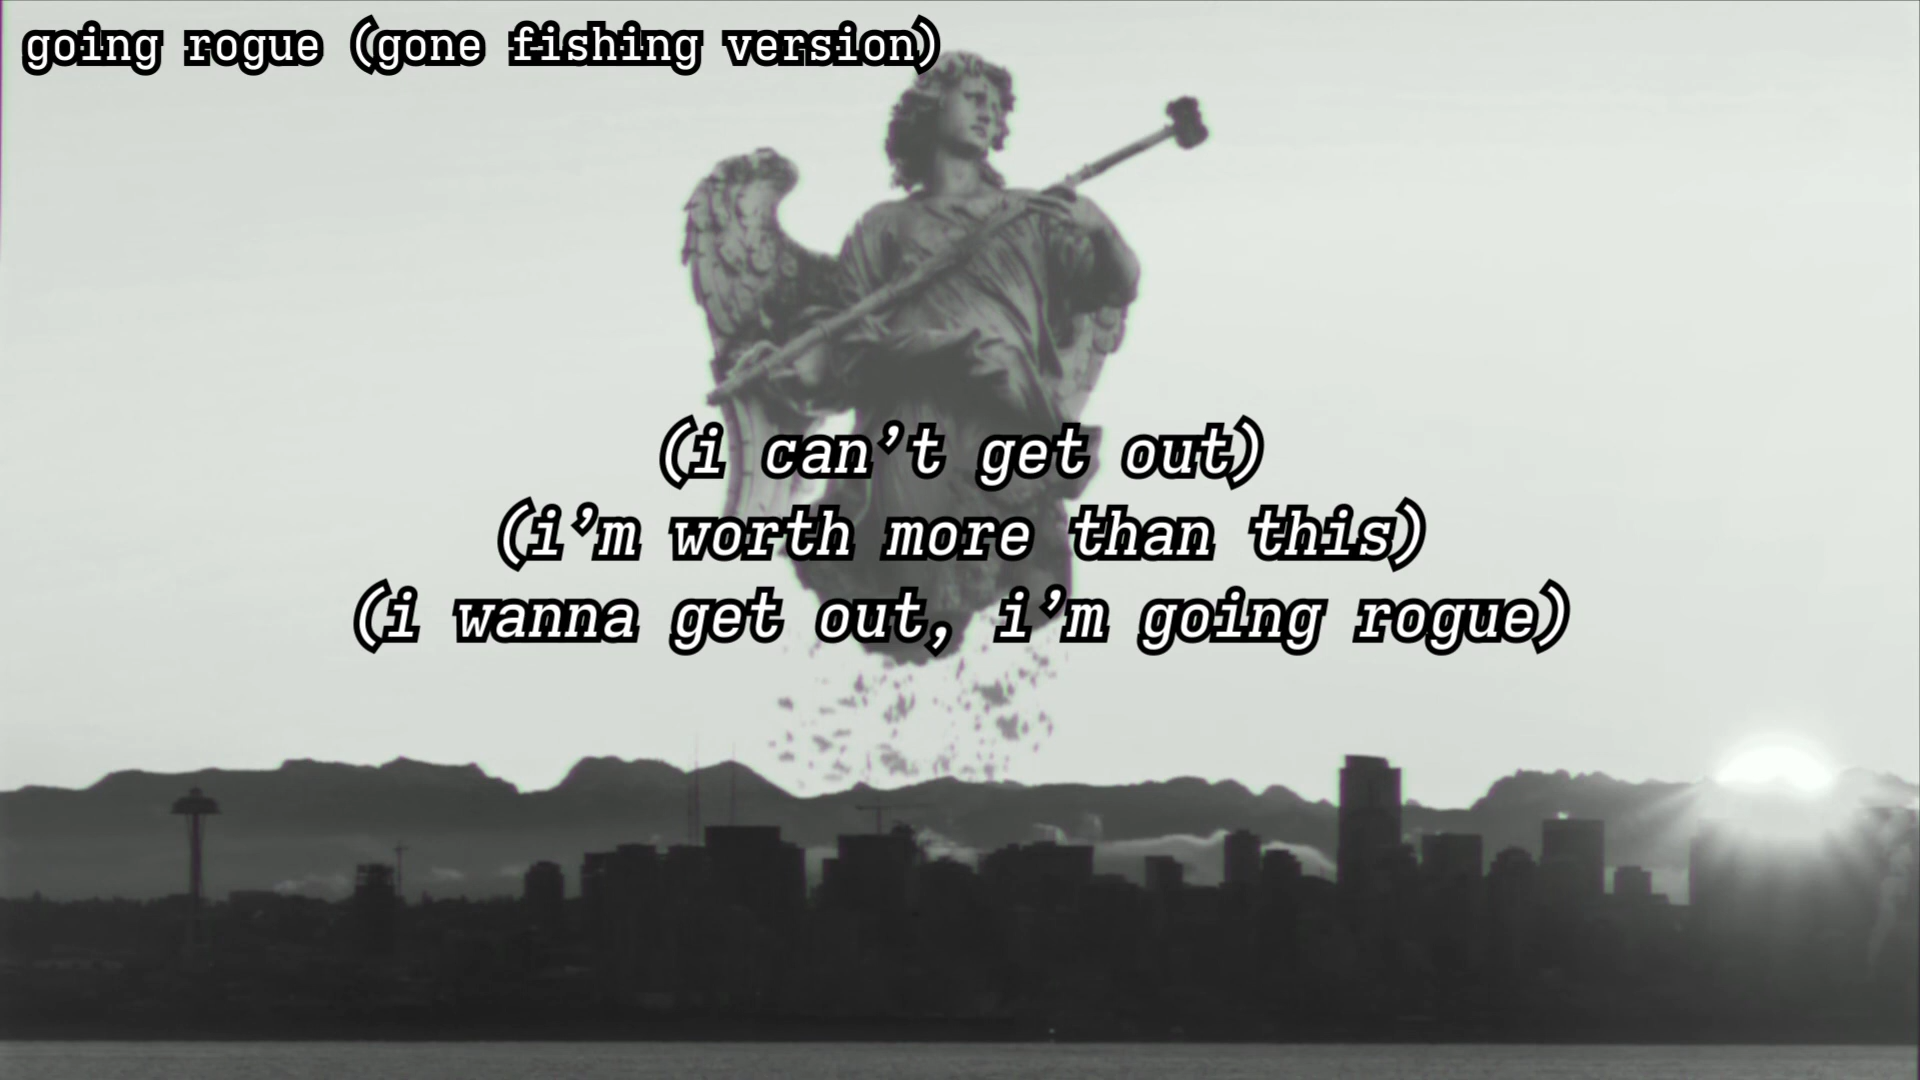 going rogue (gone fishing version)
(i can’t get out)
(i’m worth more than this)
(i wanna get out, i’m going rogue)